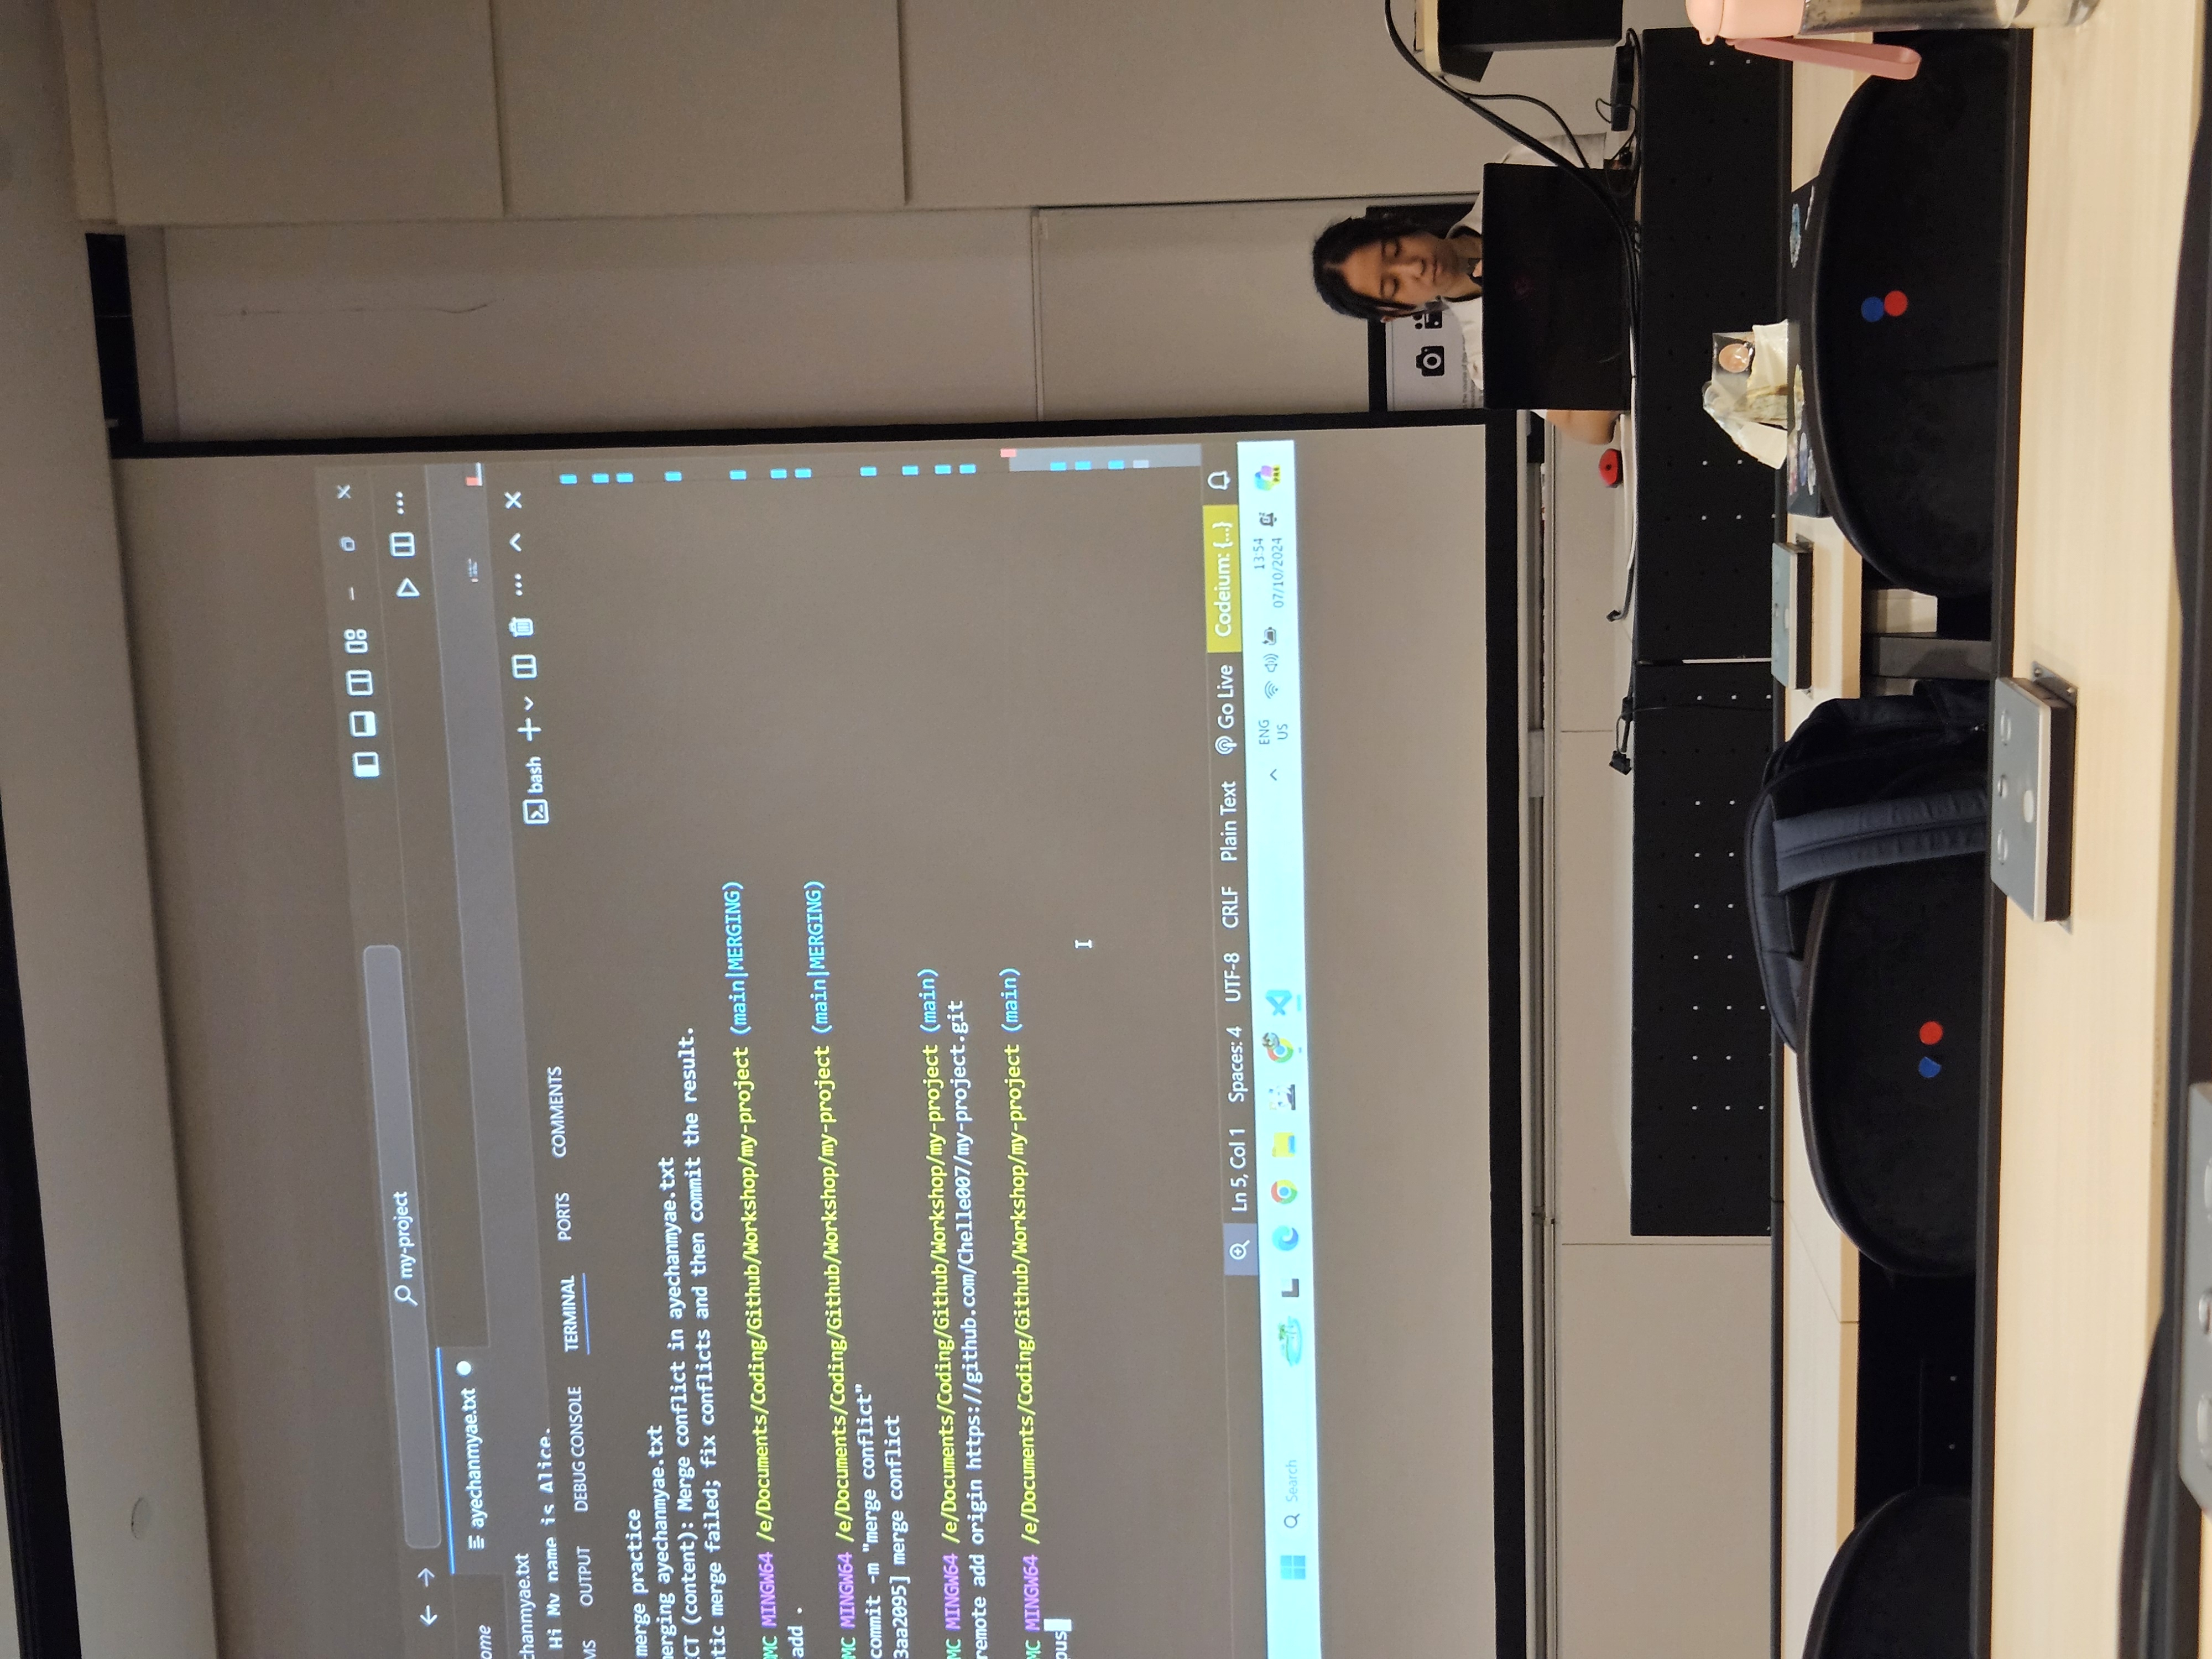 my-project
ome
ayechanmyae.txt
chanmyae.txt
Hi My name is Alice.
bash
MS OUTPUT DEBUG CONSOLE TERMINAL PORTS COMMENTS
merge practice
merging ayechanmyae.txt
ICT (content): Merge conflict in ayechanmyae.txt
atic merge failed; fix conflicts and then commit the result.
MC MINGW64 /e/Documents/Coding/Github/Workshop/my-project (main|MERGING)
add .
MC MINGW64 /e/Documents/Coding/Github/Workshop/my-project (main|MERGING)
commit -m "merge conflict"
3aa2095] merge conflict
MC MINGW64 /e/Documents/Coding/Github/Workshop/my-project (main)
remote add origin https://github.com/Chelle007/my-project.git
MC MINGW64 /e/Documents/Coding/Github/Workshop/my-project (main)
pus
Ln 5, Col 1 Spaces: 4 UTF-8 CRLF Plain Text Go Live Codeium: {...}
Search
ENG
US
13:54
07/10/2024
PRE